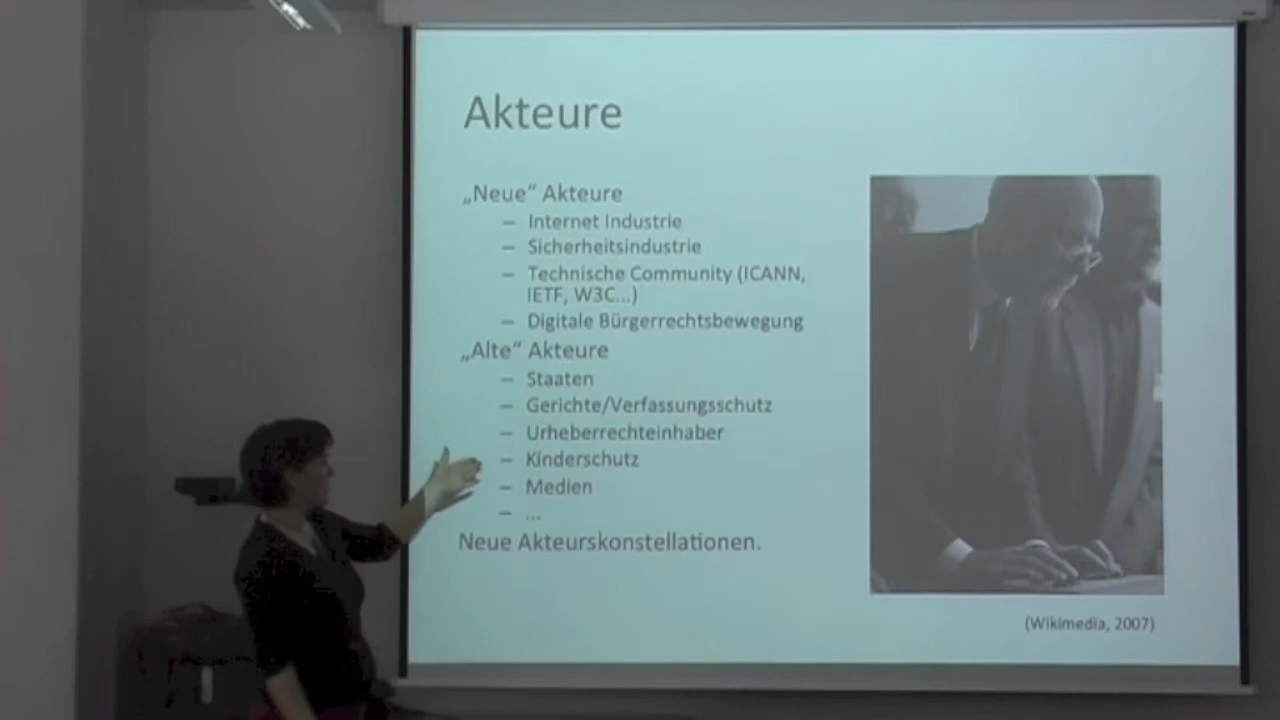 Akteure
„Neue“ Akteure
– Internet Industrie
– Sicherheitsindustrie
– Technische Community (ICANN,
IETF, W3C...)
– Digitale Bürgerrechtsbewegung
„Alte“ Akteure
– Staaten
– Gerichte/Verfassungsschutz
– Urheberrechteinhaber
– Kinderschutz
– Medien
– ...
Neue Akteurskonstellationen.
(Wikimedia, 2007)